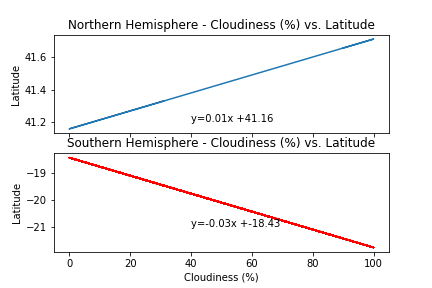 Northern Hemisphere - Cloudiness (%) vs. Latitude
41.6
41.4
41.2
Latitude
y=0.01x +41.16
Southern Hemisphere - Cloudiness (%) vs. Latitude
−19
−20
−21
Latitude
y=-0.03x +-18.43
0 20 40 60 80 100
Cloudiness (%)